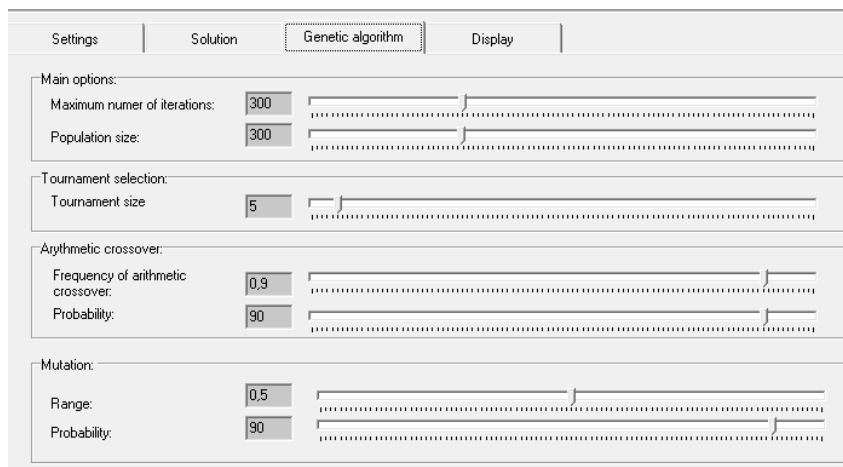 Settings Solution Genetic algorithm Display
Main options:
Maximum numer of iterations: 300
Population size: 300
Tournament selection:
Tournament size 5
Arythmetic crossover:
Frequency of arithmetic
crossover: 0,9
Probability: 90
Mutation:
Range: 0,5
Probability: 90